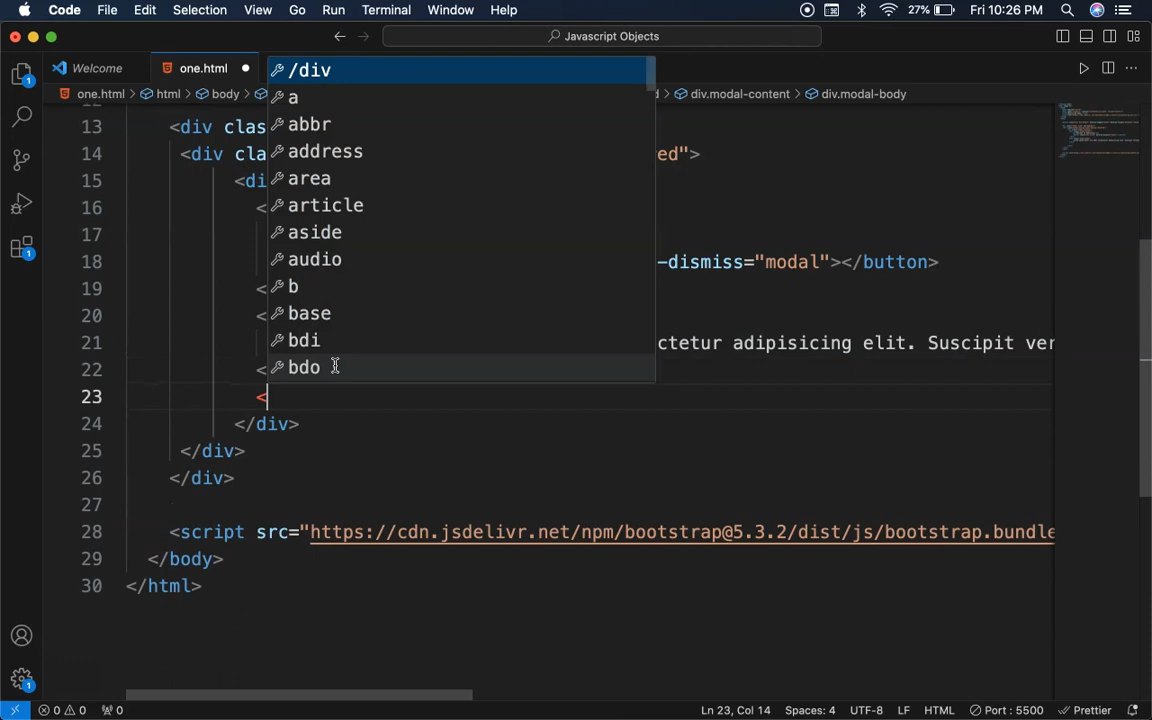 Code File Edit Selection View Go Run Terminal Window Help 27% Fri 10:26 PM
Javascript Objects
Welcome one.html
one.html > html > body > div.modal-content > div.modal-body
/div
a
abbr
address
area
article
aside
audio
b
base
bdi
bdo
13 <div clas
14 <div cla ed">
15 <di
16 <
17
18 -dismiss="modal"></button>
19 <
20 <
21 ctetur adipisicing elit. Suscipit ver
22 <
23 <
24 </div>
25 </div>
26 </div>
27
28 <script src="https://cdn.jsdelivr.net/npm/bootstrap@5.3.2/dist/js/bootstrap.bundle
29 </body>
30 </html>
1
1
1
0 0 0 Ln 23, Col 14 Spaces: 4 UTF-8 LF HTML Port : 5500 Prettier